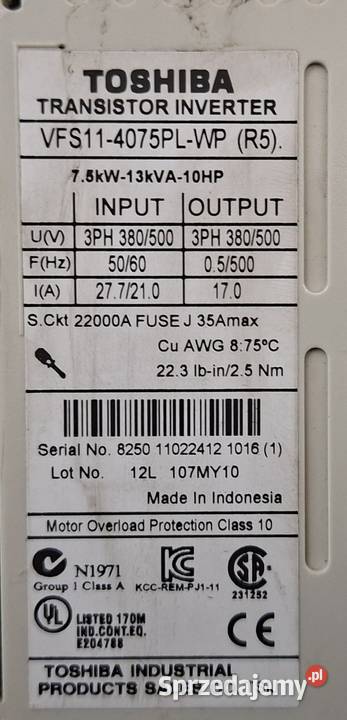 TOSHIBA
TRANSISTOR INVERTER
VFS11-4075PL-WP (R5).
7.5kW-13kVA-10HP
INPUT OUTPUT
U(V) 3PH 380/500 3PH 380/500
F(Hz) 50/60 0.5/500
I(A) 27.7/21.0 17.0
S.Ckt 22000A FUSE J 35Amax
Cu AWG 8:75ºC
22.3 lb-in/2.5 Nm
Serial No. 8250 11022412 1016 (1)
Lot No. 12L 107MY10
Made In Indonesia
Motor Overload Protection Class 10
N1971
Group 1 Class A
KCC-REM-PJ1-11
231252
UL
LISTED 170M
IND.CONT.EQ.
E204788
CE
TOSHIBA INDUSTRIAL
PRODUCTS
Sprzedajemy.pl